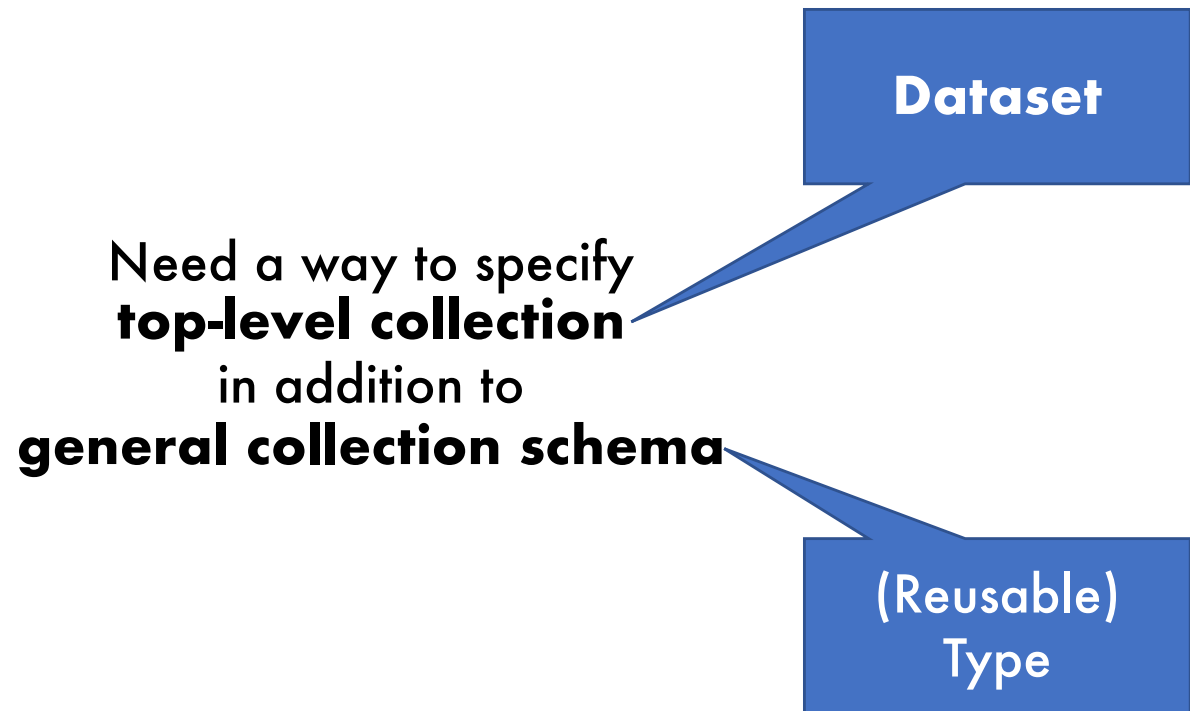 Dataset
Need a way to specify
top-level collection
in addition to
general collection schema
(Reusable)
Type